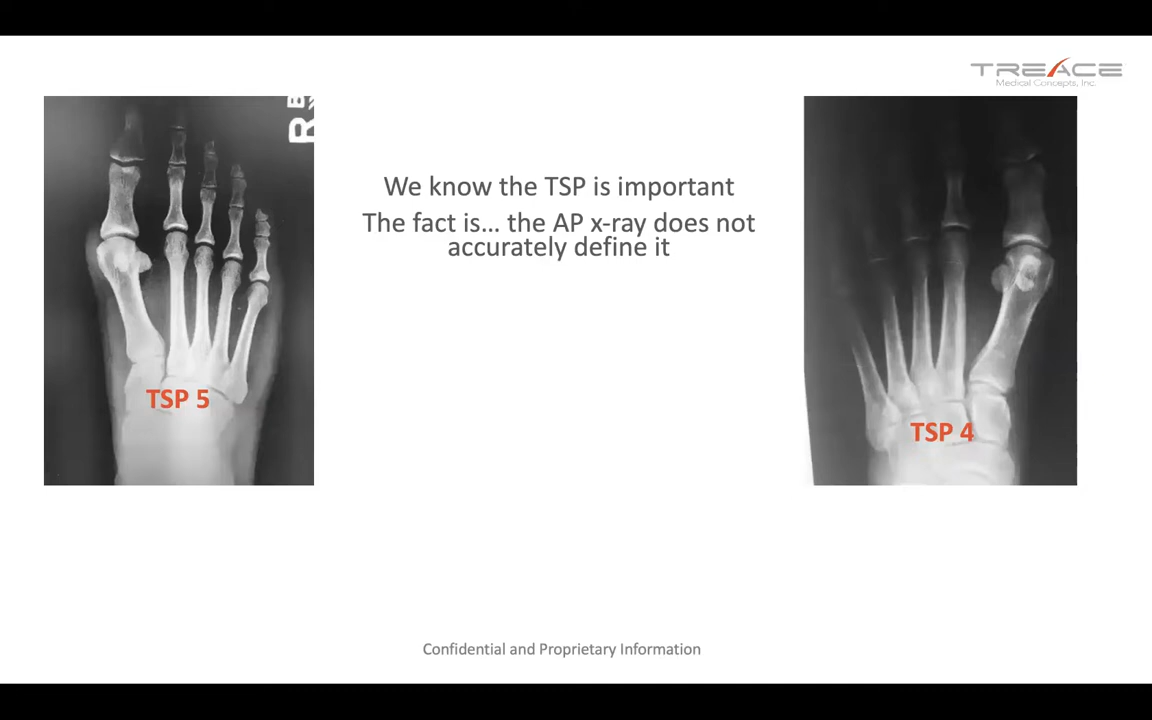 TREACE
Medical Concepts, Inc.
R
We know the TSP is important
The fact is... the AP x-ray does not
accurately define it
TSP 5
TSP 4
Confidential and Proprietary Information